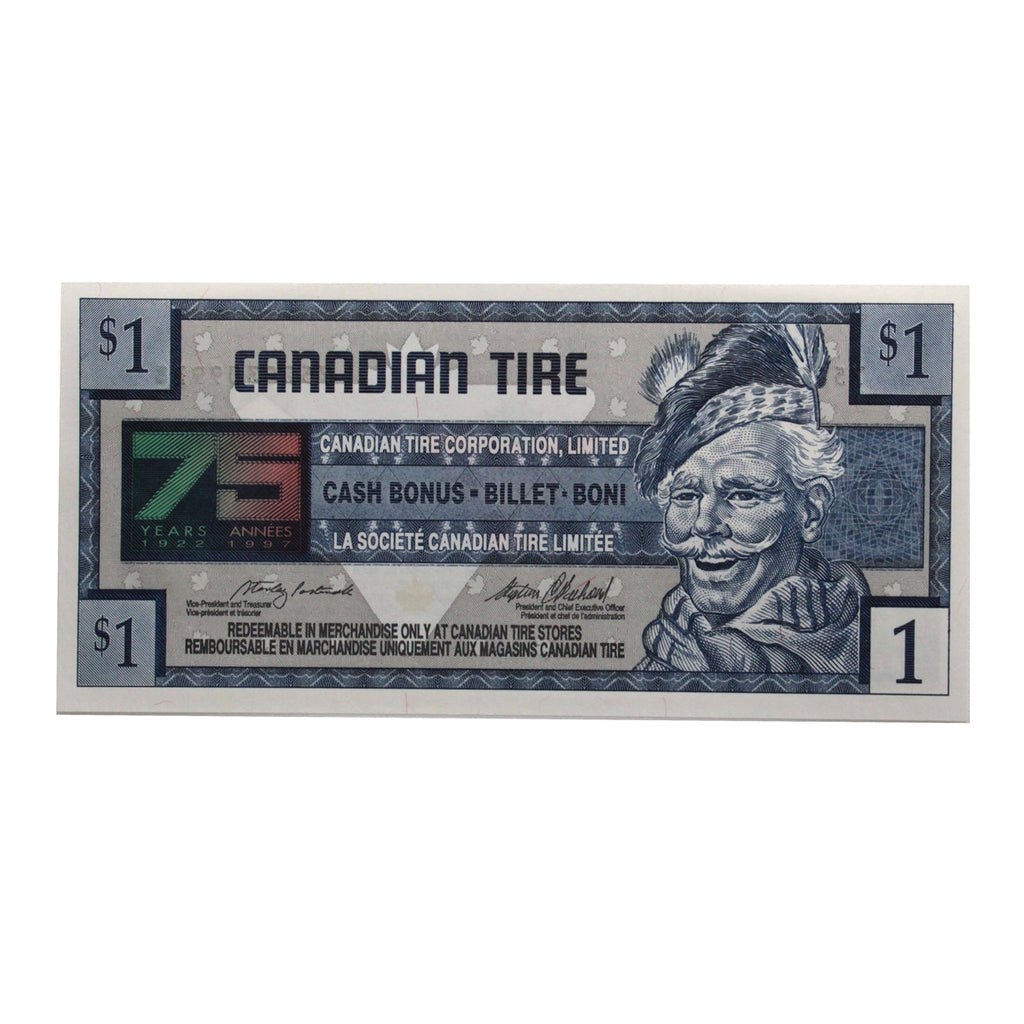 $1
$1
CANADIAN TIRE
CANADIAN TIRE CORPORATION, LIMITED
75
YEARS ANNÉES
1922 1997
CASH BONUS - BILLET - BONI
LA SOCIÉTÉ CANADIAN TIRE LIMITÉE
Vice-President and Treasurer
Vice-président et trésorier
President and Chief Executive Officer
Président et chef de l'administration
REDEEMABLE IN MERCHANDISE ONLY AT CANADIAN TIRE STORES
REMBOURSABLE EN MARCHANDISE UNIQUEMENT AUX MAGASINS CANADIAN TIRE
$1
1